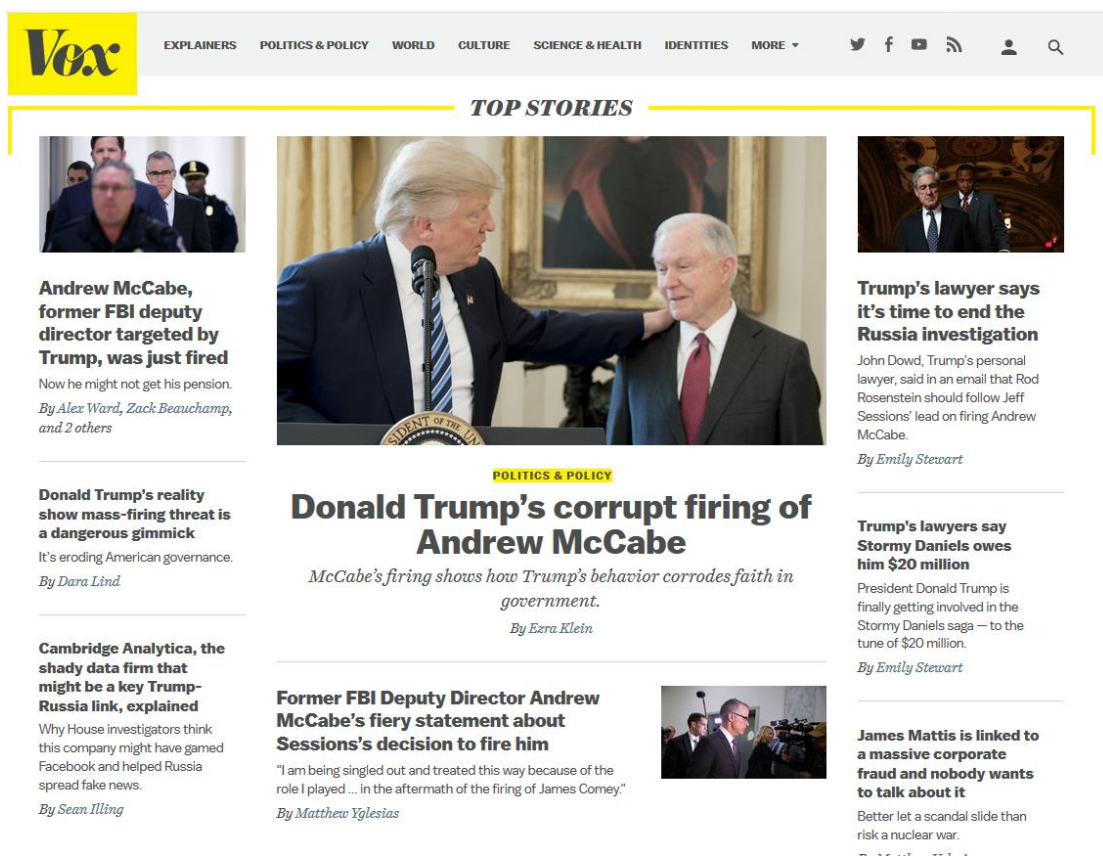 Vox
EXPLAINERS POLITICS & POLICY WORLD CULTURE SCIENCE & HEALTH IDENTITIES MORE
TOP STORIES
Andrew McCabe,
former FBI deputy
director targeted by
Trump, was just fired
Now he might not get his pension.
By Alex Ward, Zack Beauchamp,
and 2 others
Donald Trump's reality
show mass-firing threat is
a dangerous gimmick
It's eroding American governance.
By Dara Lind
Cambridge Analytica, the
shady data firm that
might be a key Trump-
Russia link, explained
Why House investigators think
this company might have gamed
Facebook and helped Russia
spread fake news.
By Sean Illing
POLITICS & POLICY
Donald Trump's corrupt firing of
Andrew McCabe
McCabe's firing shows how Trump's behavior corrodes faith in
government.
By Ezra Klein
Former FBI Deputy Director Andrew
McCabe's fiery statement about
Sessions's decision to fire him
"I am being singled out and treated this way because of the
role I played ... in the aftermath of the firing of James Comey."
By Matthew Yglesias
Trump's lawyer says
it's time to end the
Russia investigation
John Dowd, Trump's personal
lawyer, said in an email that Rod
Rosenstein should follow Jeff
Sessions' lead on firing Andrew
McCabe.
By Emily Stewart
Trump's lawyers say
Stormy Daniels owes
him $20 million
President Donald Trump is
finally getting involved in the
Stormy Daniels saga — to the
tune of $20 million.
By Emily Stewart
James Mattis is linked to
a massive corporate
fraud and nobody wants
to talk about it
Better let a scandal slide than
risk a nuclear war.